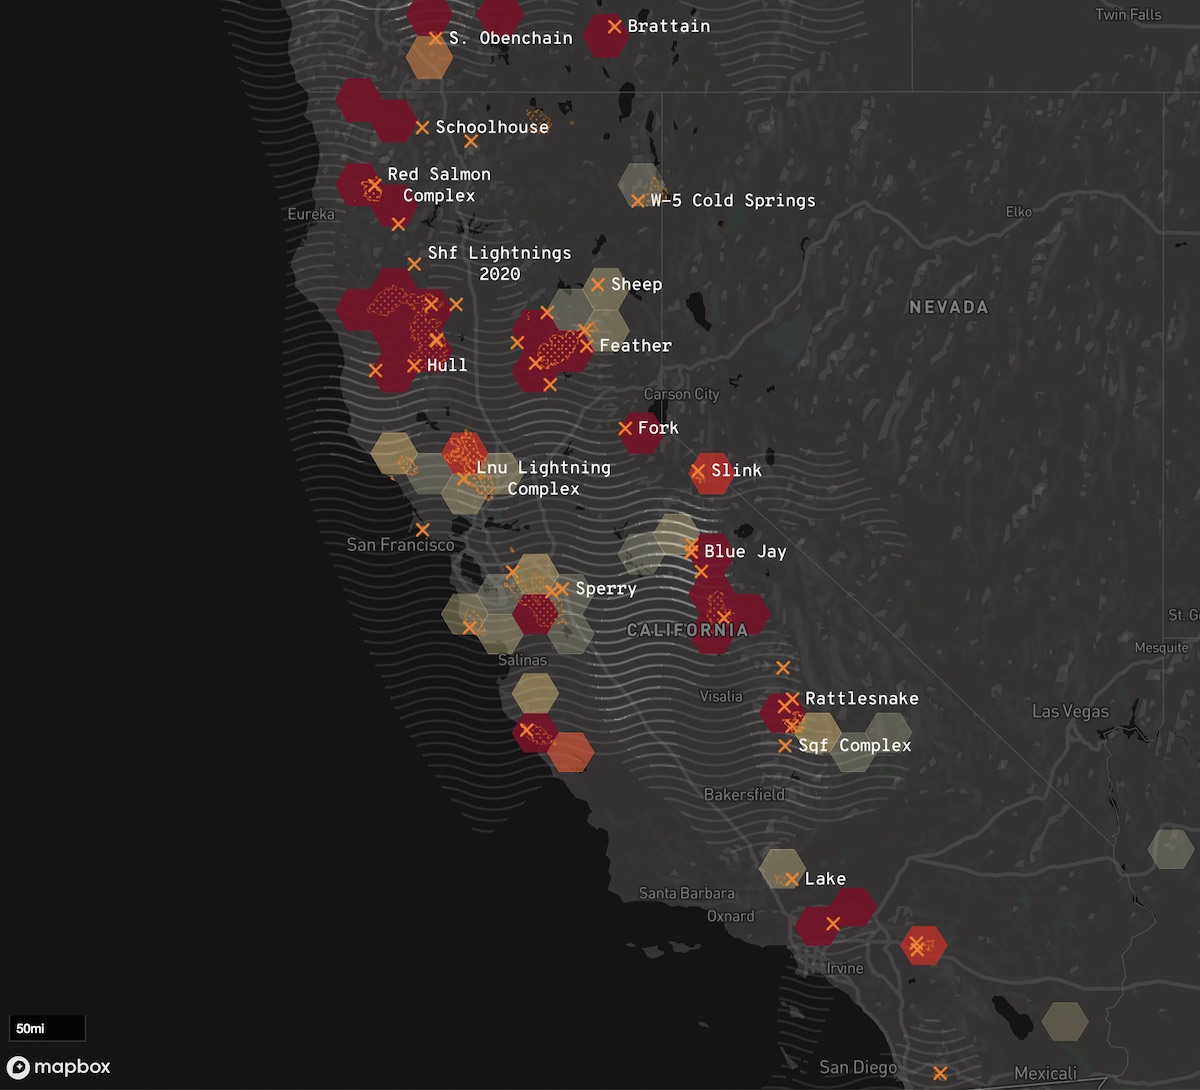 Twin Falls
Brattain
S. Obenchain
Schoolhouse
Red Salmon
Complex
W-5 Cold Springs
Eureka
Elko
Shf Lightnings
2020
Sheep
NEVADA
Feather
Hull
Carson City
Fork
Lnu Lightning
Complex
Slink
San Francisco
Blue Jay
Sperry
St. G
CALIFORNIA
Mesquite
Salinas
Visalia
Rattlesnake
Las Vegas
Sqf Complex
Bakersfield
Lake
Santa Barbara
Oxnard
Irvine
50mi
mapbox
San Diego
Mexicali